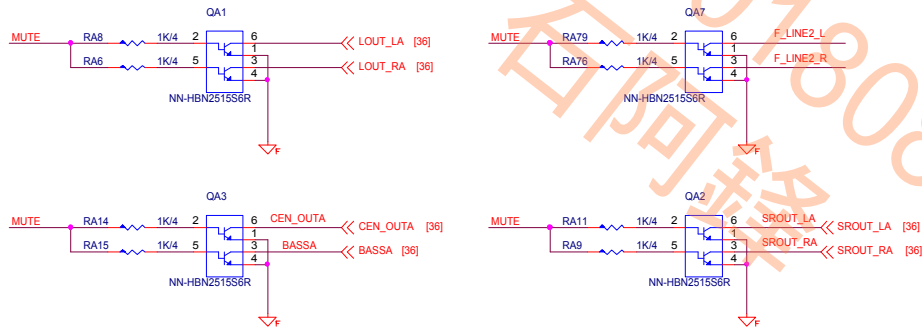 QA1
MUTE RA8 1K/4 2 6 LOUT_LA [36]
1
RA6 1K/4 5 3 LOUT_RA [36]
4
NN-HBN2515S6R
F
QA7
MUTE RA79 1K/4 2 6 F_LINE2_L
1
RA76 1K/4 5 3 F_LINE2_R
4
NN-HBN2515S6R
F
QA3
MUTE RA14 1K/4 2 6 CEN_OUTA CEN_OUTA [36]
1
RA15 1K/4 5 3 BASSA BASSA [36]
4
NN-HBN2515S6R
F
QA2
MUTE RA11 1K/4 2 6 SROUT_LA SROUT_LA [36]
1
RA9 1K/4 5 3 SROUT_RA SROUT_RA [36]
4
NN-HBN2515S6R
F
石阿鋒
01808